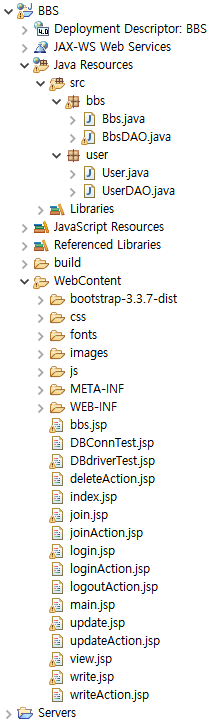 BBS
Deployment Descriptor: BBS
JAX-WS Web Services
Java Resources
src
bbs
Bbs.java
BbsDAO.java
user
User.java
UserDAO.java
Libraries
JavaScript Resources
Referenced Libraries
build
WebContent
bootstrap-3.3.7-dist
css
fonts
images
js
META-INF
WEB-INF
bbs.jsp
DBConnTest.jsp
DBdriverTest.jsp
deleteAction.jsp
index.jsp
join.jsp
joinAction.jsp
login.jsp
loginAction.jsp
logoutAction.jsp
main.jsp
update.jsp
updateAction.jsp
view.jsp
write.jsp
writeAction.jsp
Servers